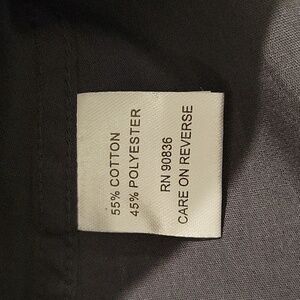 55% COTTON
45% POLYESTER
RN 90836
CARE ON REVERSE